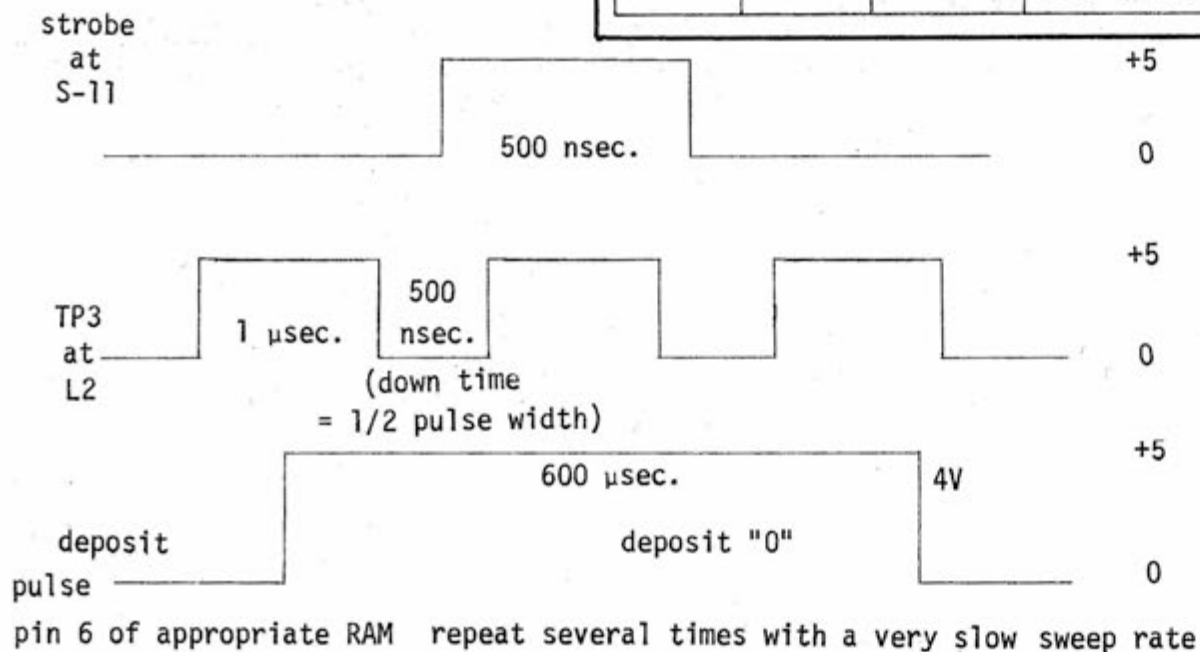 strobe
at
S-11
+5
500 nsec.
0
+5
TP3
at
L2
1 μsec.
500
nsec.
0
(down time
= 1/2 pulse width)
+5
600 μsec.
4V
deposit
pulse
deposit "0"
0
pin 6 of appropriate RAM repeat several times with a very slow sweep rate